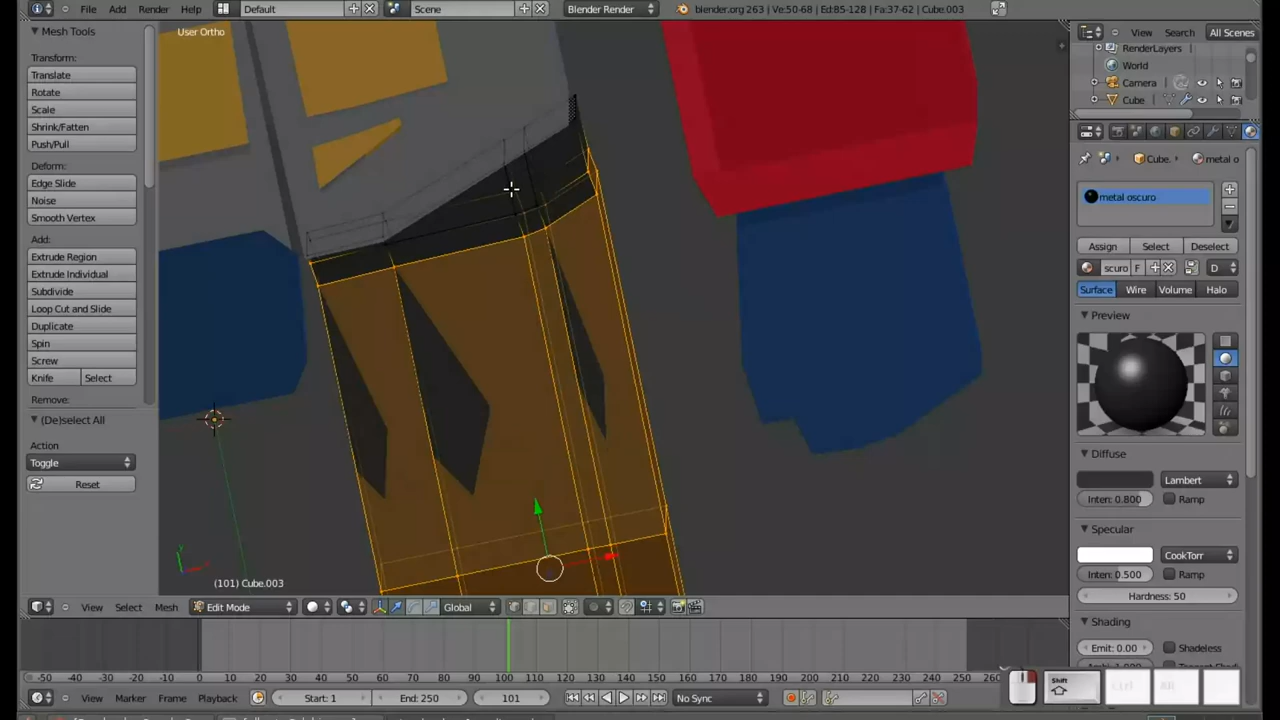 File Add Render Help Default Scene Blender Render blender.org 263 | Ve:50-68 | Ed:85-128 | Fa:37-62 | Cube.003
Mesh Tools
Transform:
Translate
Rotate
Scale
Shrink/Fatten
Push/Pull
Deform:
Edge Slide
Noise
Smooth Vertex
Add:
Extrude Region
Extrude Individual
Subdivide
Loop Cut and Slide
Duplicate
Spin
Screw
Knife Select
Remove:
(De)select All
Action
Toggle
Reset
User Ortho
(101) Cube.003
View Select Mesh Edit Mode Global
View Search All Scenes
RenderLayers
World
Camera
Cube
Cube. metal o
metal oscuro
Assign Select Deselect
scuro F D
Surface Wire Volume Halo
Preview
Diffuse
Lambert
Inten: 0.800 Ramp
Specular
CookTorr
Inten: 0.500 Ramp
Hardness: 50
Shading
Emit: 0.00 Shadeless
Shift
Ctrl
Alt
-50 -40 -30 -20 -10 0 10 20 30 40 50 60 70 80 90 100 110 120 130 140 150 160 170 180 190 200 210 220 230 240 250 260
View Marker Frame Playback Start: 1 End: 250 101 No Sync